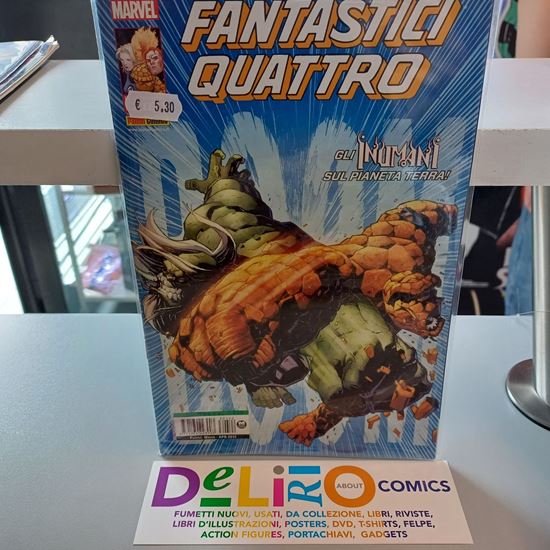 MARVEL
FANTASTICI
QUATTRO
€ 5,30
GLI INUMANI
SUL PIANETA TERRA!
DELIRIO ABOUT COMICS
FUMETTI NUOVI, USATI, DA COLLEZIONE, LIBRI, RIVISTE,
LIBRI D'ILLUSTRAZIONI, POSTERS, DVD, T-SHIRTS, FELPE,
ACTION FIGURES, PORTACHIAVI, GADGETS